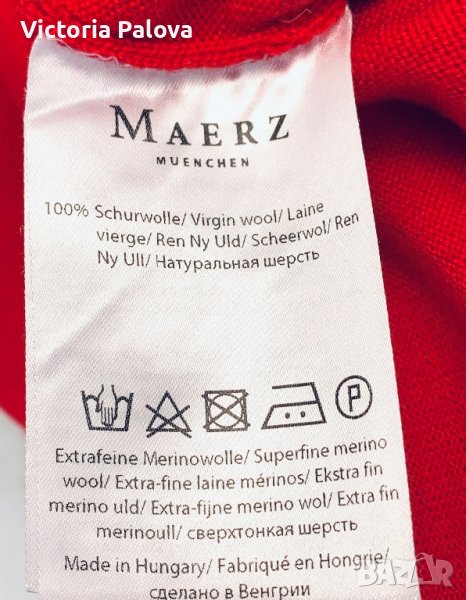 Victoria Palova
MAERZ
MUENCHEN
100% Schurwolle/ Virgin wool/ Laine
vierge/ Ren Ny Uld/ Scheerwol/ Ren
Ny Ull/ Натуральная шерсть
P
Extrafeine Merinowolle/ Superfine merino
wool/ Extra-fine laine mérinos/ Ekstra fin
merino uld/ Extra-fijne merino wol/ Extra fin
merinoull/ сверхтонкая шерсть
Made in Hungary/ Fabriqué en Hongrie/
сделано в Венгрии
BAZAR
bg